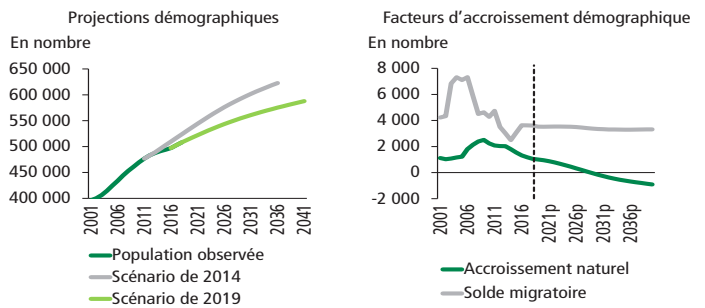 Projections démographiques
En nombre
650 000
600 000
550 000
500 000
450 000
400 000
2001
2006
2011
2016
2021
2026
2031
2036
2041
Population observée
Scénario de 2014
Scénario de 2019
Facteurs d’accroissement démographique
En nombre
8 000
6 000
4 000
2 000
0
-2 000
2001
2006
2011
2016
2021p
2026p
2031p
2036p
Accroissement naturel
Solde migratoire